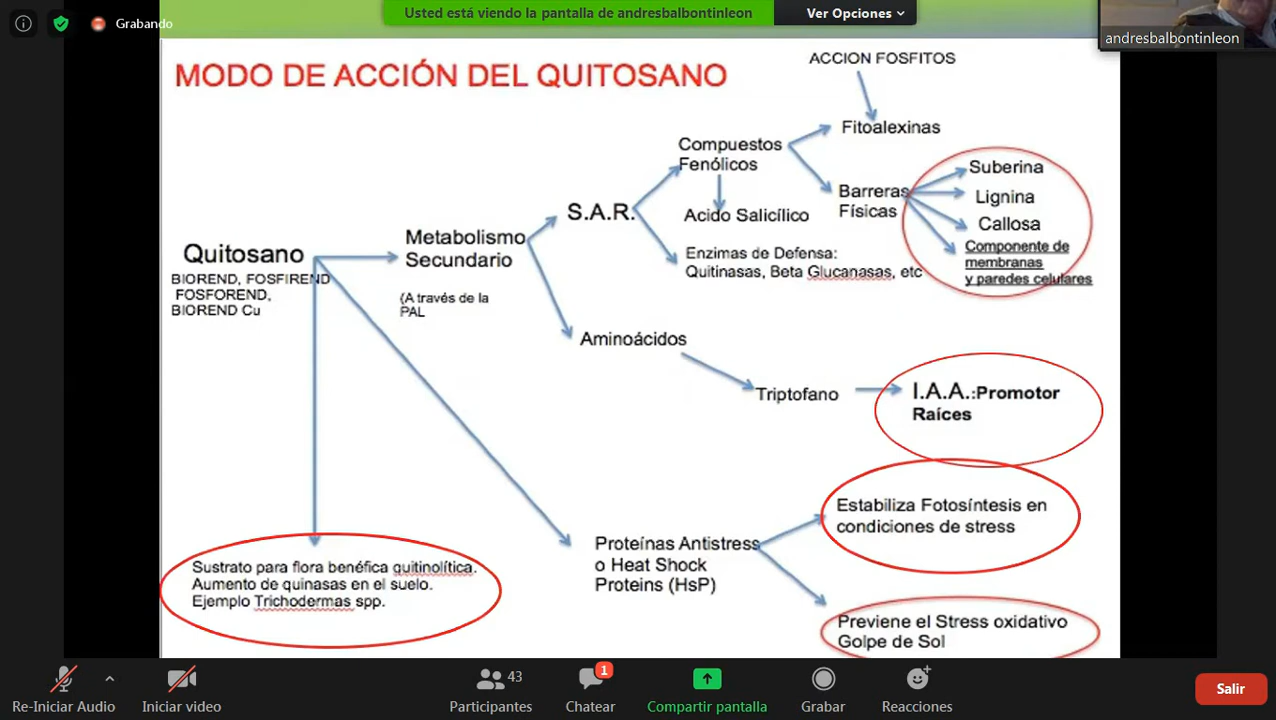 Grabando
Usted está viendo la pantalla de andresbalbontinleon
Ver Opciones
andresbalbontinleon
MODO DE ACCIÓN DEL QUITOSANO
ACCION FOSFITOS
Fitoalexinas
Compuestos
Fenólicos
Suberina
Lignina
Callosa
Componente de
membranas
y paredes celulares
Barreras
Físicas
S.A.R.
Acido Salicílico
Enzimas de Defensa:
Quitinasas, Beta Glucanasas, etc
Quitosano
BIOREND, FOSFIREND
FOSFOREND,
BIOREND Cu
Metabolismo
Secundario
(A través de la
PAL
Aminoácidos
Triptofano
I.A.A.:Promotor
Raíces
Estabiliza Fotosíntesis en
condiciones de stress
Proteínas Antistress
o Heat Shock
Proteins (HsP)
Sustrato para flora benéfica quitinolítica.
Aumento de quinasas en el suelo.
Ejemplo Trichodermas spp.
Previene el Stress oxidativo
Golpe de Sol
Re-Iniciar Audio
Iniciar video
43
Participantes
1
Chatear
Compartir pantalla
Grabar
Reacciones
Salir